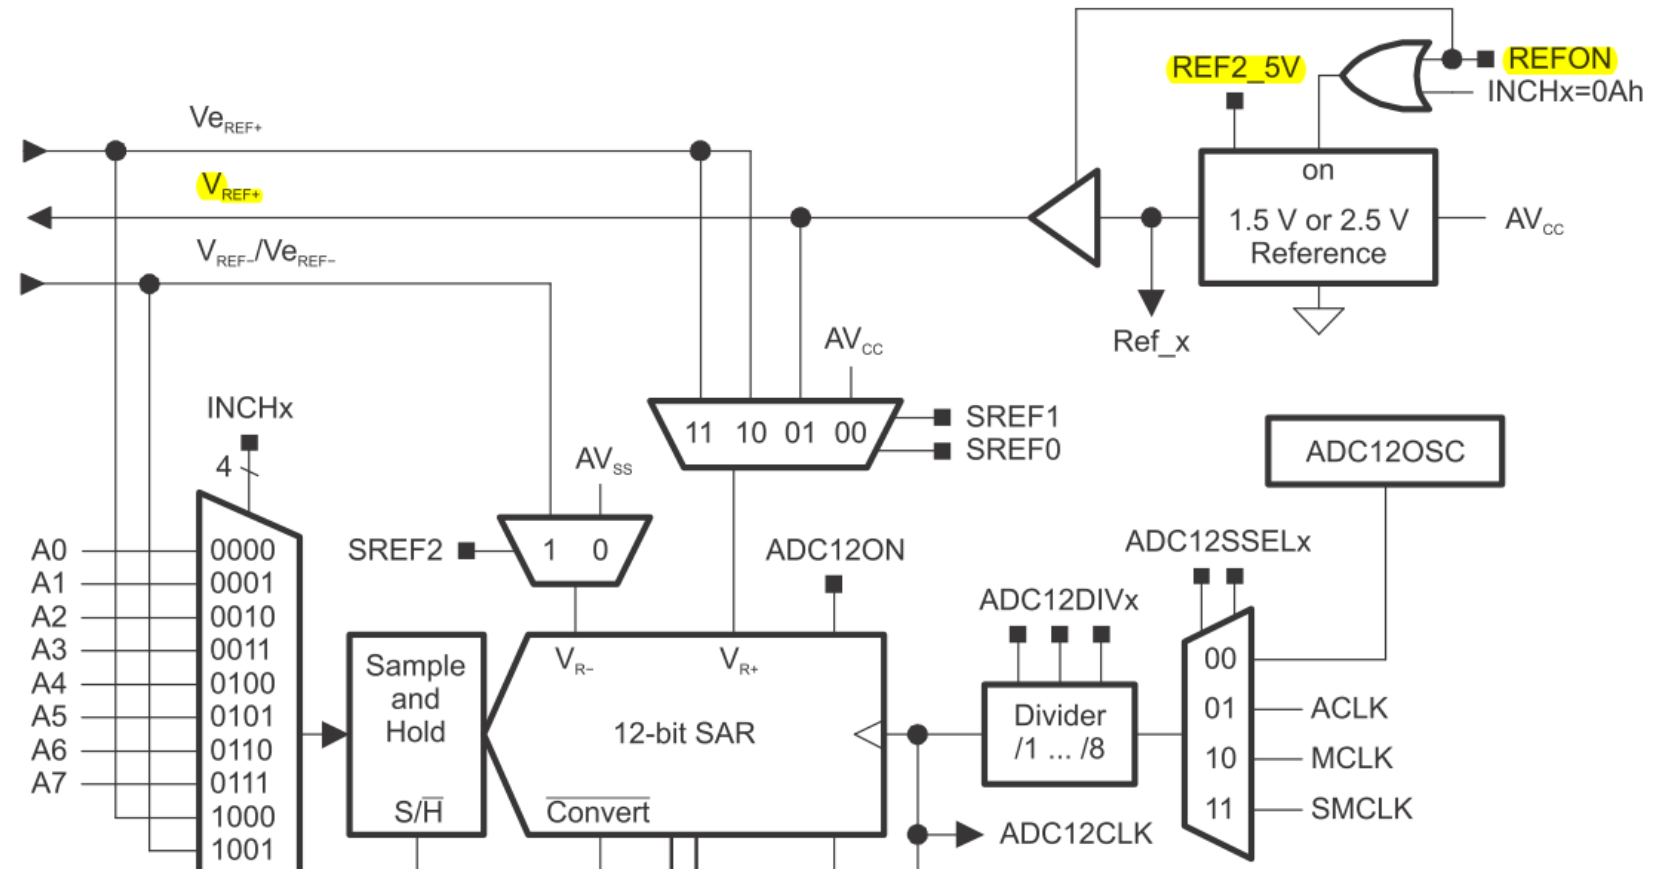 REF2_5V
REFON
INCHx=0Ah
VeREF+
on
VREF+
1.5 V or 2.5 V
Reference
AVCC
VREF−/VeREF−
Ref_x
AVCC
INCHx
11 10 01 00
SREF1
SREF0
ADC12OSC
4
AVSS
SREF2
1 0
ADC12ON
ADC12SSELx
A0
A1
A2
A3
A4
A5
A6
A7
0000
0001
0010
0011
0100
0101
0110
0111
1000
1001
Sample
and
Hold
S/H
VR−
VR+
12-bit SAR
Convert
ADC12DIVx
Divider
/1 ... /8
00
01
10
11
ACLK
MCLK
SMCLK
ADC12CLK